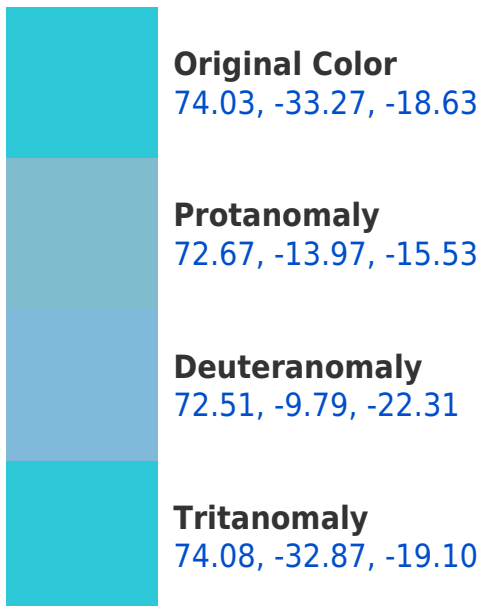 Original Color
74.03, -33.27, -18.63
Protanomaly
72.67, -13.97, -15.53
Deuteranomaly
72.51, -9.79, -22.31
Tritanomaly
74.08, -32.87, -19.10